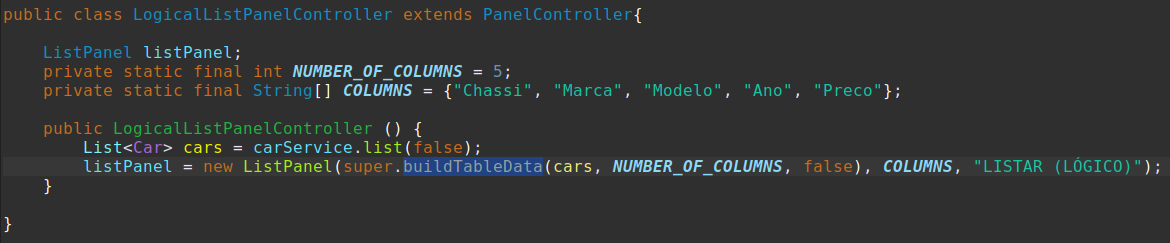 public class LogicalListPanelController extends PanelController{
ListPanel listPanel;
private static final int NUMBER_OF_COLUMNS = 5;
private static final String[] COLUMNS = {"Chassi", "Marca", "Modelo", "Ano", "Preco"};
public LogicalListPanelController () {
List<Car> cars = carService.list(false);
listPanel = new ListPanel(super.buildTableData(cars, NUMBER_OF_COLUMNS, false), COLUMNS, "LISTAR (LÓGICO)");
}
}